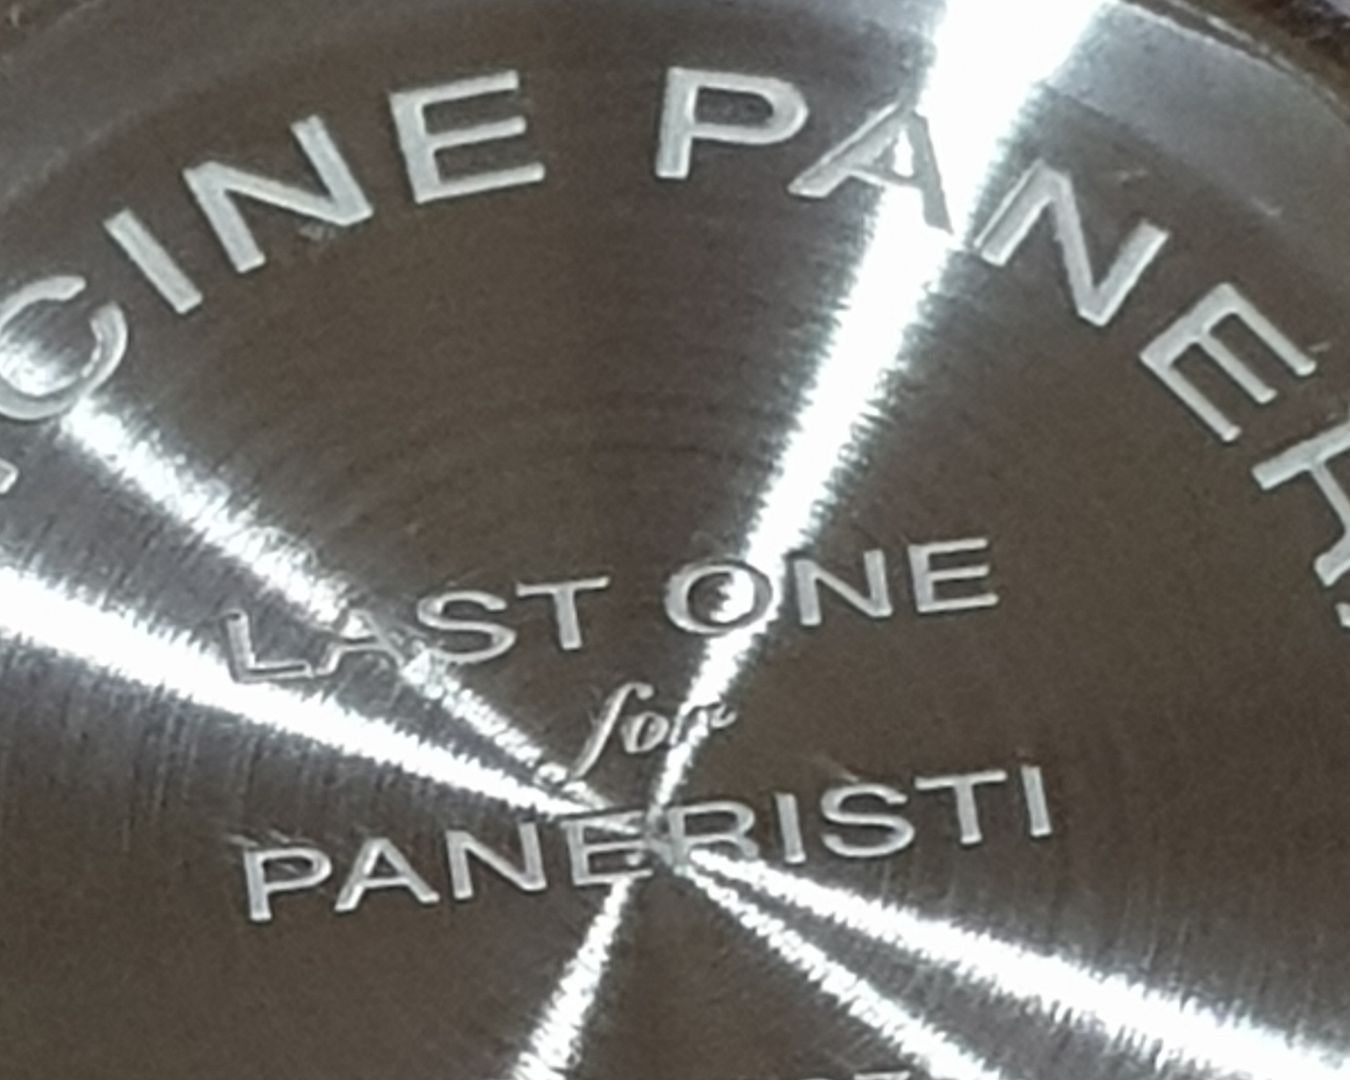 CINE PANER
LAST ONE
for
PANERISTI